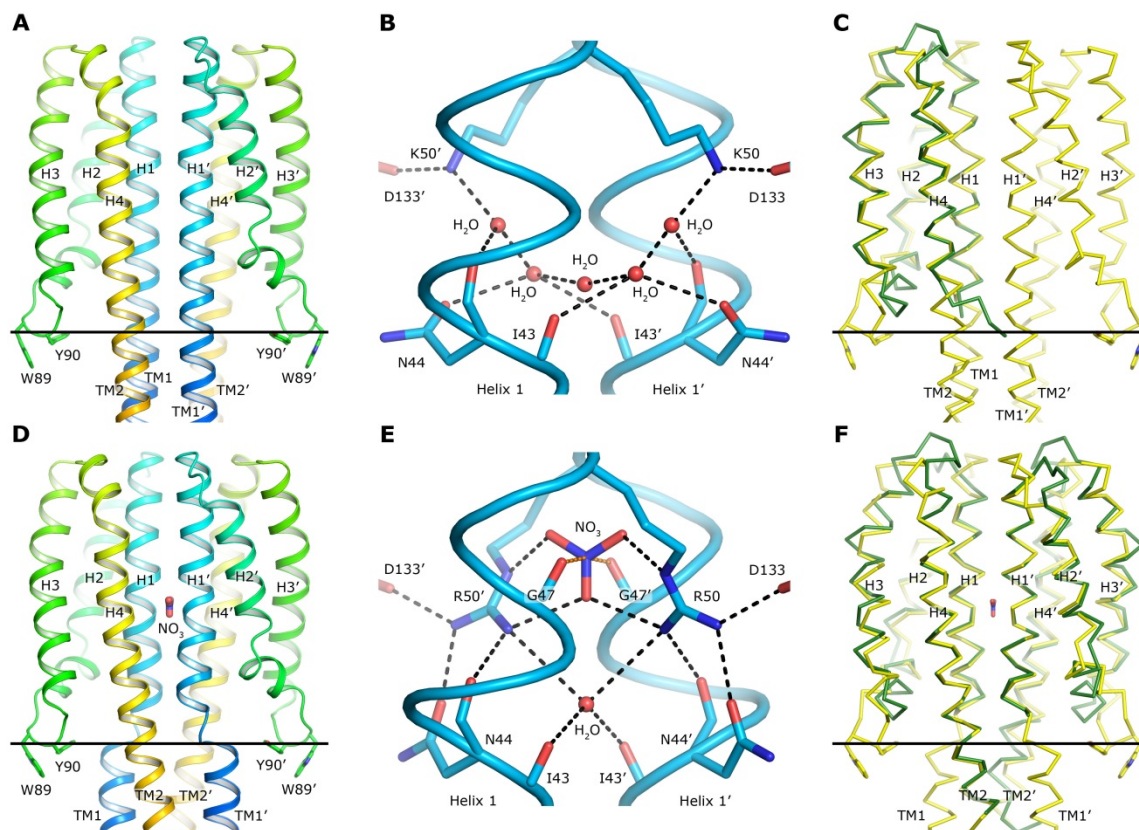 A
H3
H2
H1
H1′
H2′
H3′
H4
H4′
Y90
Y90′
W89
W89′
TM2
TM1
TM1′
TM2′
B
K50′
K50
D133′
D133
H₂O
H₂O
H₂O
H₂O
H₂O
I43
I43′
N44
N44′
Helix 1
Helix 1′
C
H3
H2
H1
H1′
H2′
H3′
H4
H4′
TM2
TM1
TM1′
TM2′
D
H3
H2
H1
H1′
H2′
H3′
H4
H4′
NO₃
Y90
Y90′
W89
W89′
TM1
TM2
TM2′
TM1′
E
NO₃
D133′
D133
R50′
G47
G47′
R50
H₂O
N44
N44′
I43
I43′
Helix 1
Helix 1′
F
H3
H2
H1
H1′
H2′
H3′
H4
H4′
TM1
TM2
TM2′
TM1′